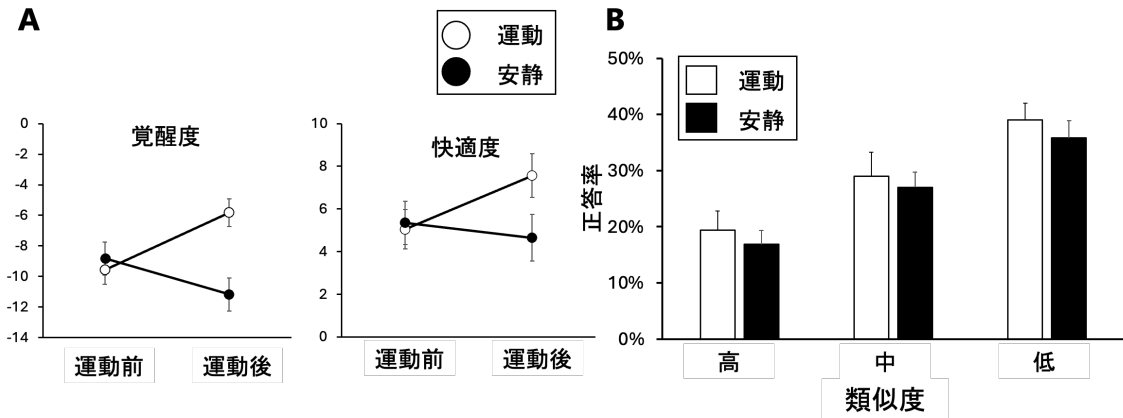 A
運動
安静
覚醒度
0
-2
-4
-6
-8
-10
-12
-14
運動前
運動後
快適度
10
8
6
4
2
0
運動前
運動後
B
運動
安静
正答率
50%
40%
30%
20%
10%
0%
高
中
低
類似度